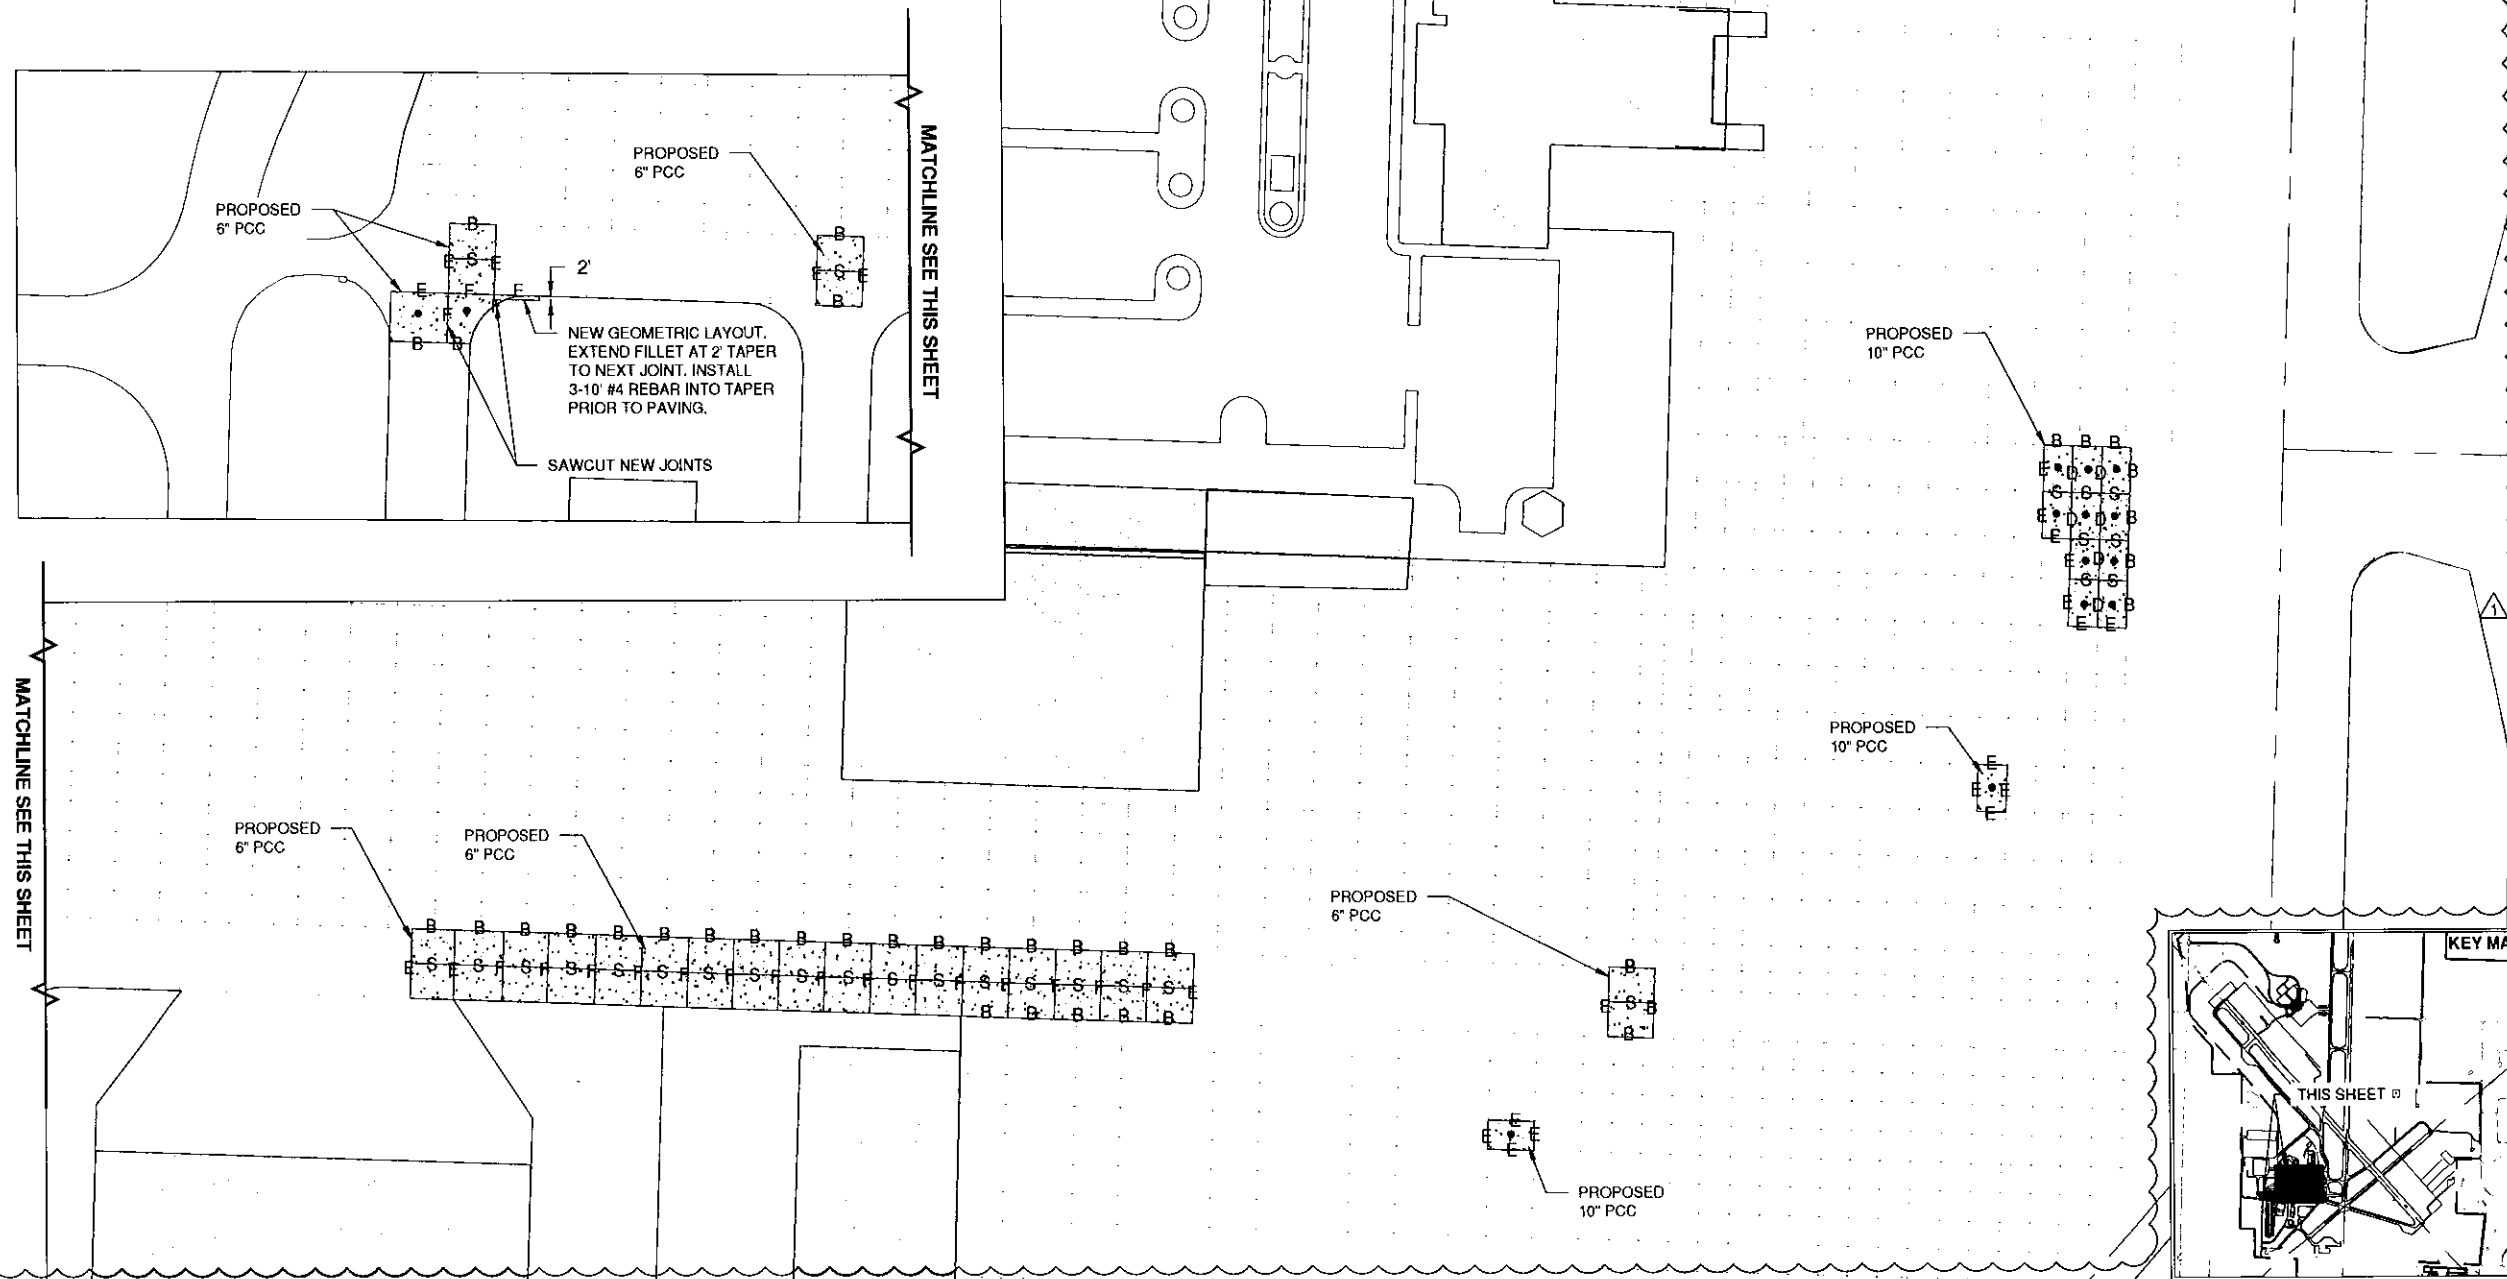 PROPOSED
6" PCC
PROPOSED
6" PCC
B
B
E
S
E
E
S
E
B
E
F
F
2'
F
B
NEW GEOMETRIC LAYOUT.
EXTEND FILLET AT 2' TAPER
TO NEXT JOINT. INSTALL
3-10' #4 REBAR INTO TAPER
PRIOR TO PAVING.
SAWCUT NEW JOINTS
MATCHLINE SEE THIS SHEET
PROPOSED
10" PCC
B B B
E D D B
S S S
E D D B
E S S
E D B
S S
E D B
E E
1
MATCHLINE SEE THIS SHEET
PROPOSED
10" PCC
E
E E
E
PROPOSED
6" PCC
PROPOSED
6" PCC
B B B B B B B B B B B B B B B B B
E S E S F S F S F S F S F S F S F S F S F S F S F S F S F S F S F S E
B B B B B
PROPOSED
6" PCC
B
E S B
B
E
E E
E
PROPOSED
10" PCC
THIS SHEET